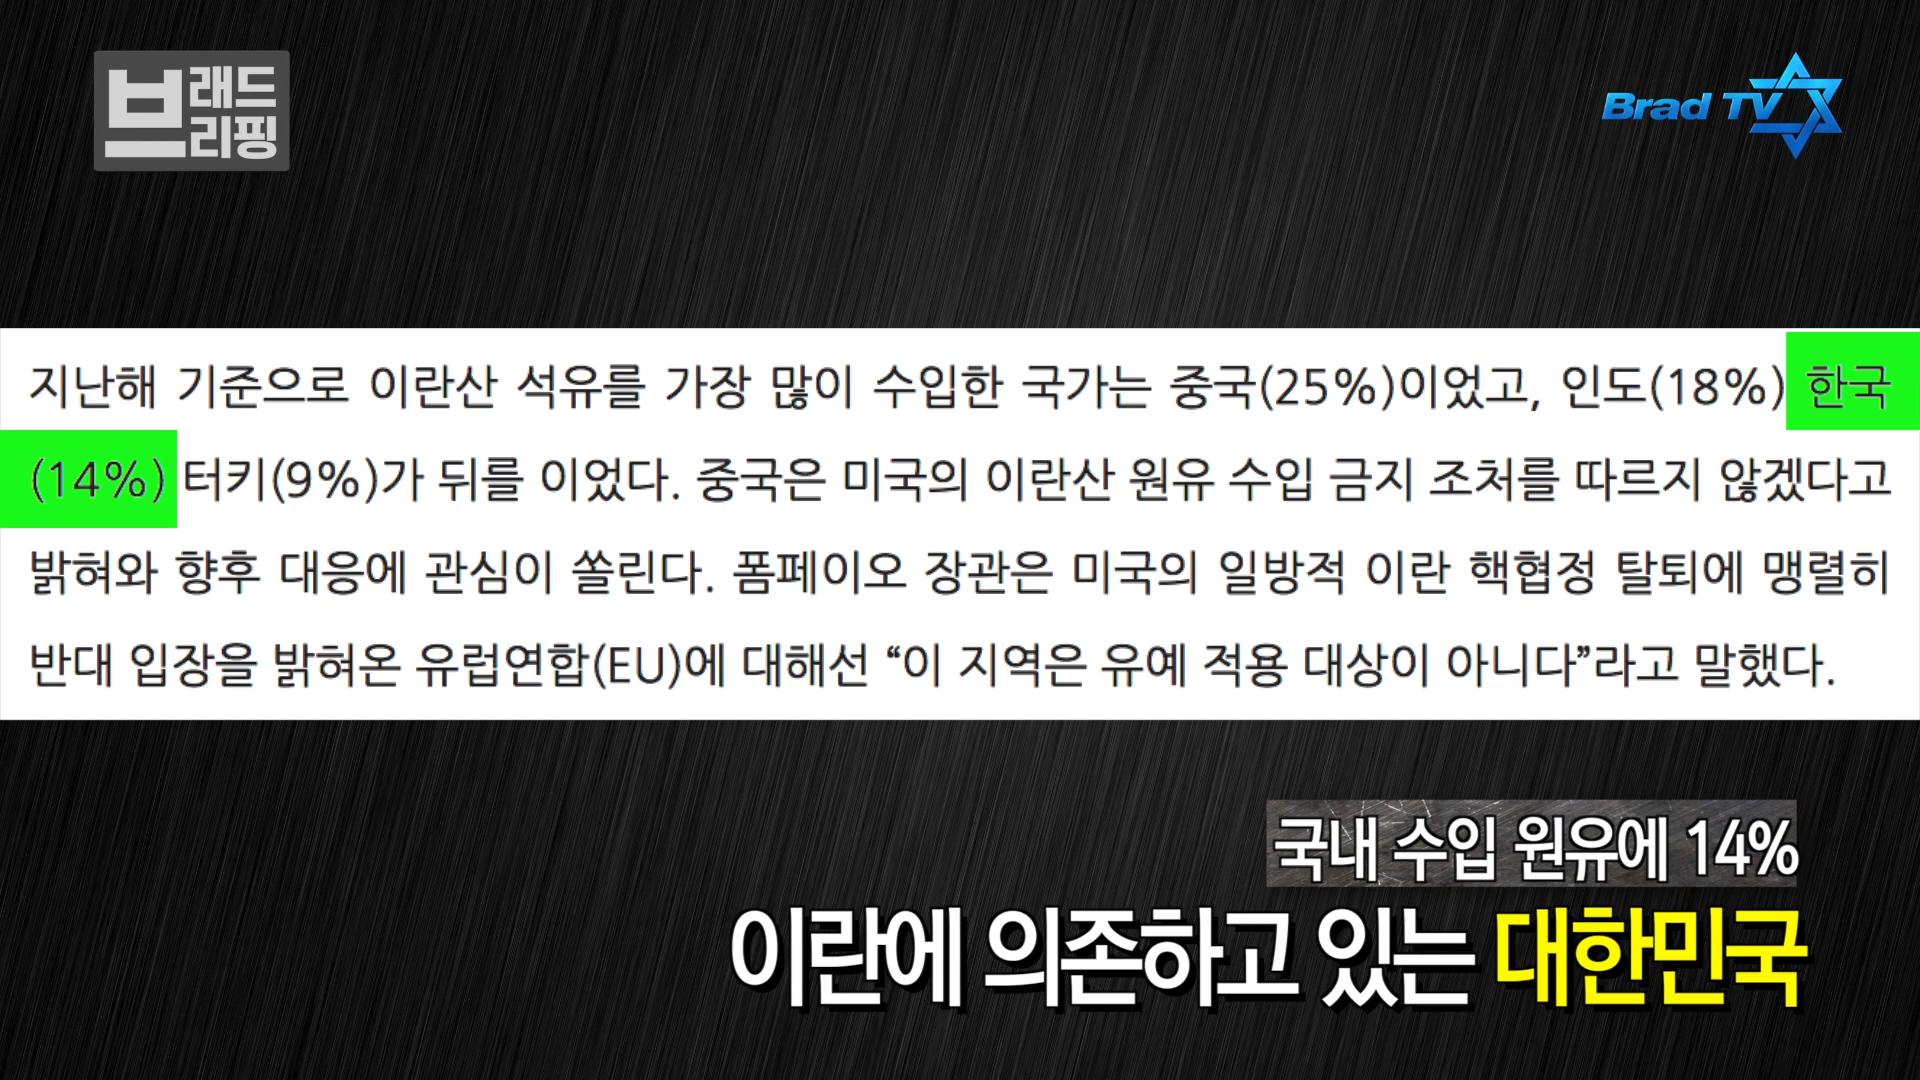 브래드
브리핑
Brad TV
지난해 기준으로 이란산 석유를 가장 많이 수입한 국가는 중국(25%)이었고, 인도(18%) 한국
(14%) 터키(9%)가 뒤를 이었다. 중국은 미국의 이란산 원유 수입 금지 조처를 따르지 않겠다고
밝혀와 향후 대응에 관심이 쏠린다. 폼페이오 장관은 미국의 일방적 이란 핵협정 탈퇴에 맹렬히
반대 입장을 밝혀온 유럽연합(EU)에 대해선 “이 지역은 유예 적용 대상이 아니다”라고 말했다.
국내 수입 원유에 14%
이란에 의존하고 있는 대한민국